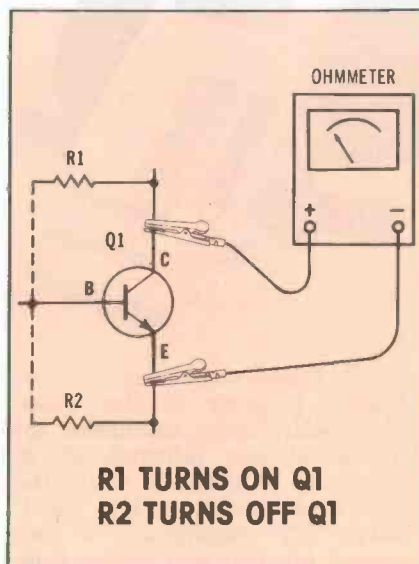 OHMMETER
R1
+
−
Q1
C
B
E
R2
R1 TURNS ON Q1
R2 TURNS OFF Q1